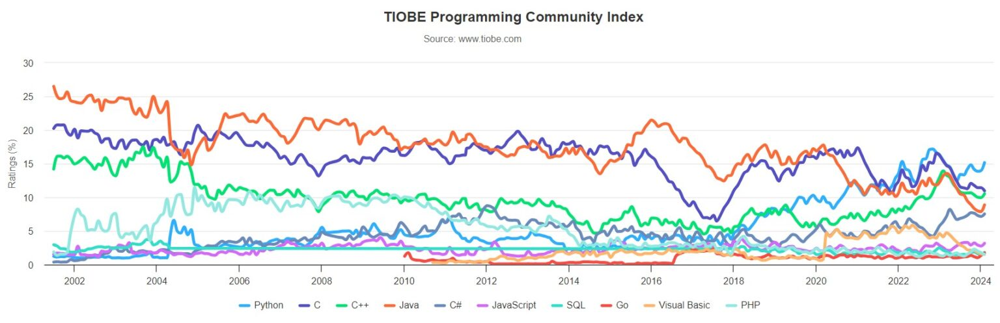 TIOBE Programming Community Index
Source: www.tiobe.com
Ratings (%)
30
25
20
15
10
5
0
2002 2004 2006 2008 2010 2012 2014 2016 2018 2020 2022 2024
Python C C++ Java C# JavaScript SQL Go Visual Basic PHP